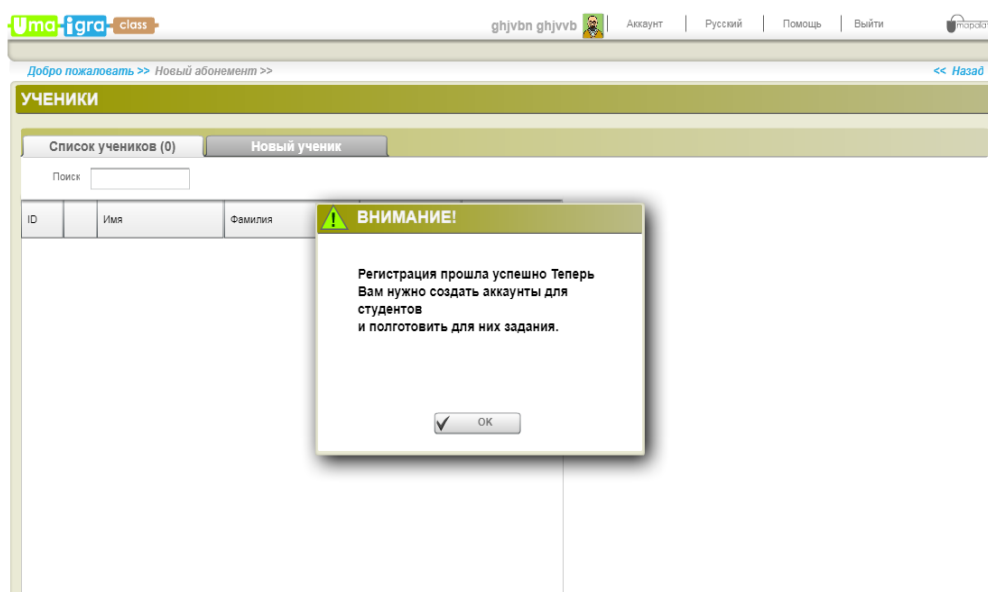 Uma-igra-class
ghjvbn ghjvvb Аккаунт Русский Помощь Выйти mapala
Добро пожаловать >> Новый абонемент >> << Назад
УЧЕНИКИ
Список учеников (0) Новый ученик
Поиск
ID Имя Фамилия
ВНИМАНИЕ!
Регистрация прошла успешно Теперь
Вам нужно создать аккаунты для
студентов
и полготовить для них задания.
OK